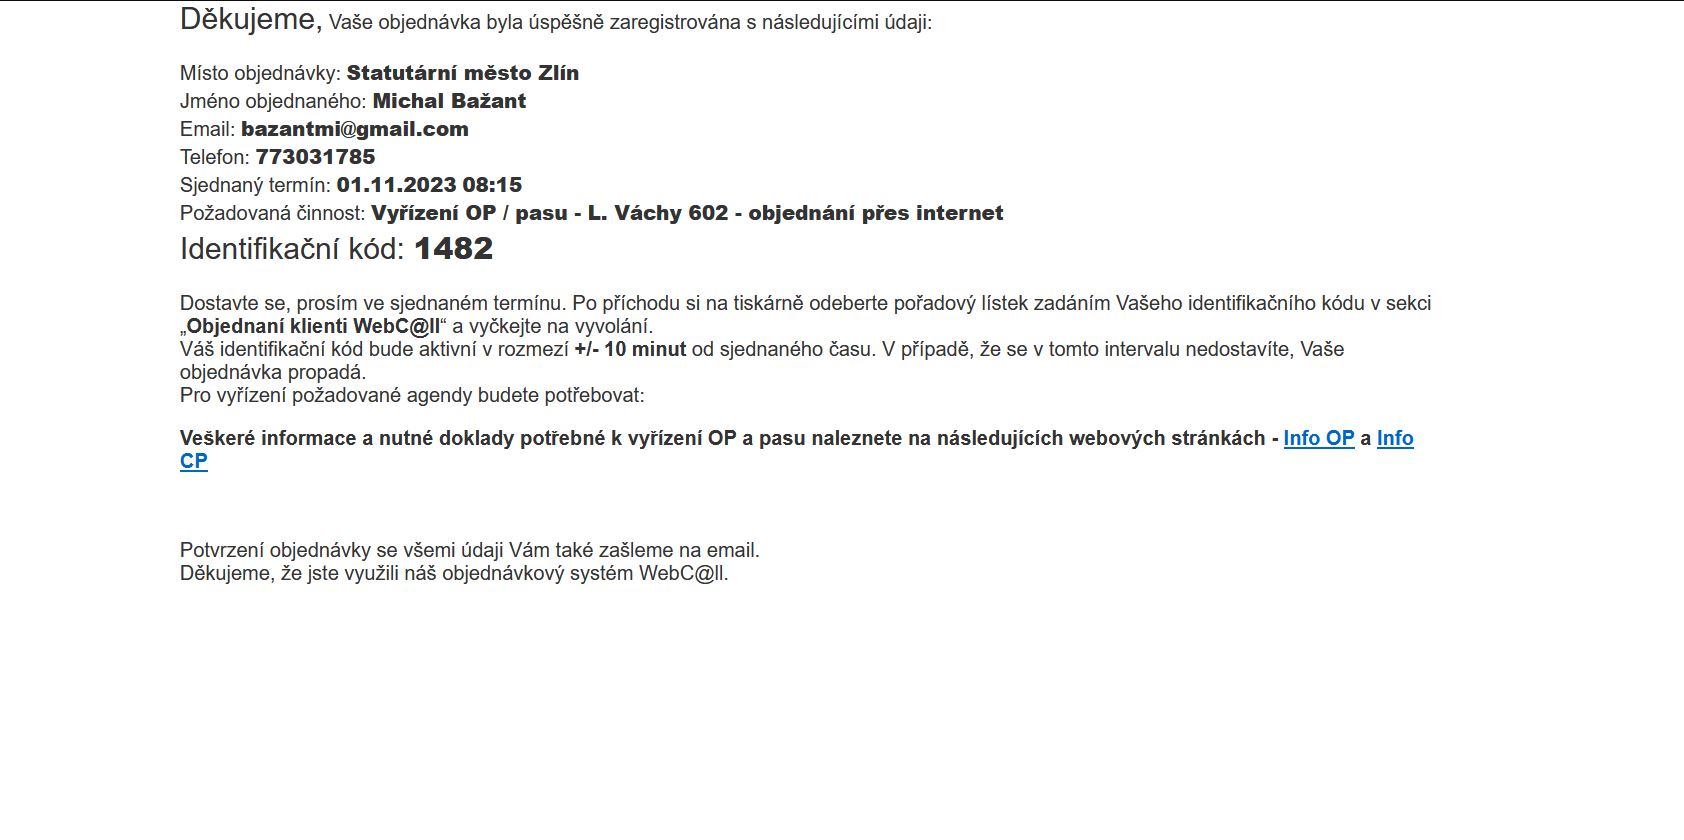 Děkujeme, Vaše objednávka byla úspěšně zaregistrována s následujícími údaji:
Místo objednávky: Statutární město Zlín
Jméno objednaného: Michal Bažant
Email: bazantmi@gmail.com
Telefon: 773031785
Sjednaný termín: 01.11.2023 08:15
Požadovaná činnost: Vyřízení OP / pasu - L. Váchy 602 - objednání přes internet
Identifikační kód: 1482
Dostavte se, prosím ve sjednaném termínu. Po příchodu si na tiskárně odeberte pořadový lístek zadáním Vašeho identifikačního kódu v sekci
„Objednaní klienti WebC@ll“ a vyčkejte na vyvolání.
Váš identifikační kód bude aktivní v rozmezí +/- 10 minut od sjednaného času. V případě, že se v tomto intervalu nedostavíte, Vaše
objednávka propadá.
Pro vyřízení požadované agendy budete potřebovat:
Veškeré informace a nutné doklady potřebné k vyřízení OP a pasu naleznete na následujících webových stránkách - Info OP a Info
CP
Potvrzení objednávky se všemi údaji Vám také zašleme na email.
Děkujeme, že jste využili náš objednávkový systém WebC@ll.